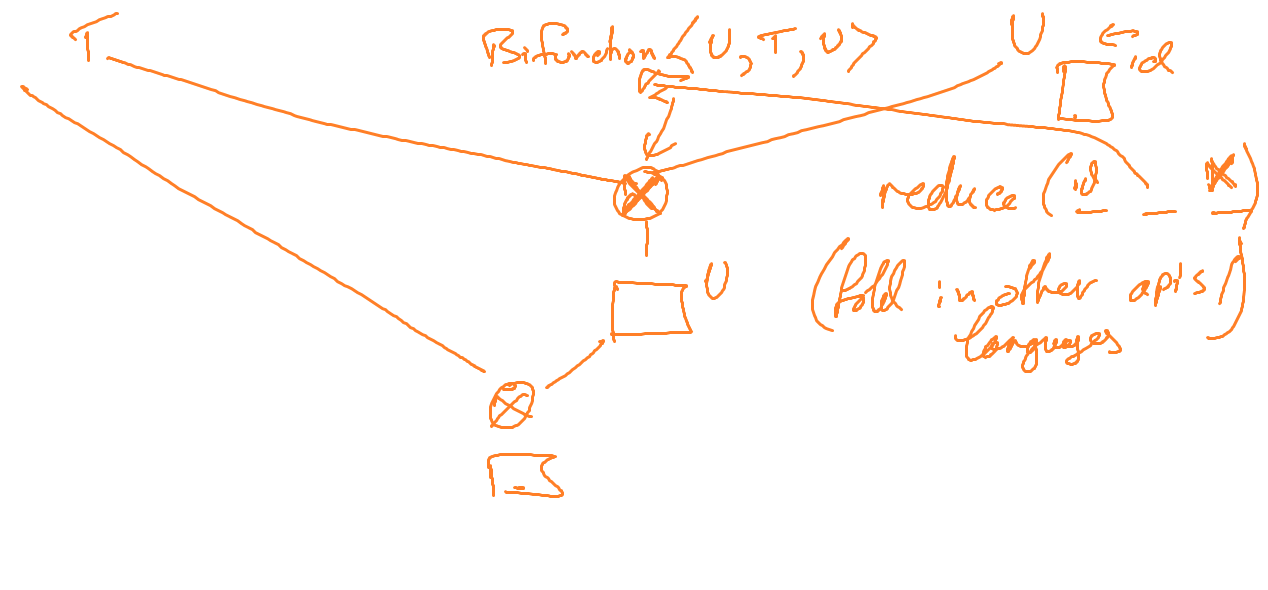 T
Bifunction <U, T, U>
U
← id
reduce (id _ _)
(fold in other apis/
languages)
U